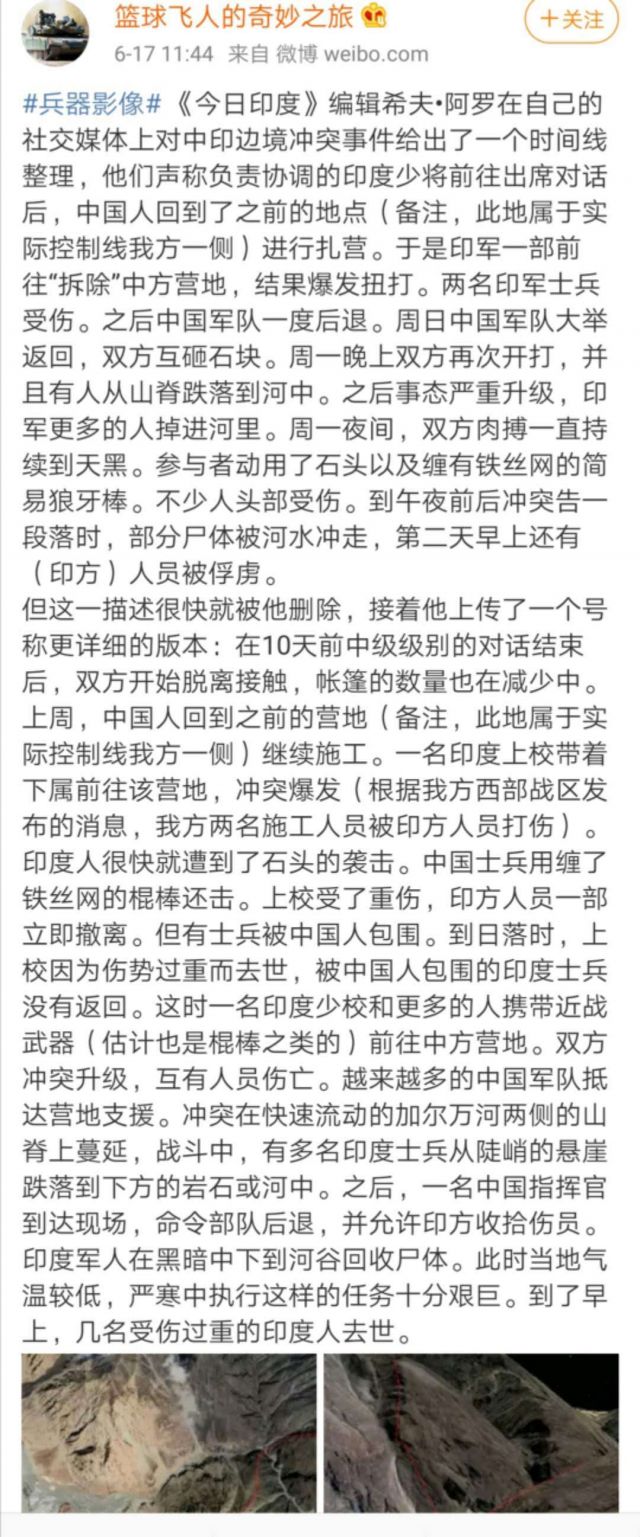 篮球飞人的奇妙之旅
+关注
6-17 11:44 来自 微博 weibo.com
#兵器影像#《今日印度》编辑希夫•阿罗在自己的
社交媒体上对中印边境冲突事件给出了一个时间线
整理，他们声称负责协调的印度少将前往出席对话
后，中国人回到了之前的地点（备注，此地属于实
际控制线我方一侧）进行扎营。于是印军一部前
往“拆除”中方营地，结果爆发扭打。两名印军士兵
受伤。之后中国军队一度后退。周日中国军队大举
返回，双方互砸石块。周一晚上双方再次开打，并
且有人从山脊跌落到河中。之后事态严重升级，印
军更多的人掉进河里。周一夜间，双方肉搏一直持
续到天黑。参与者动用了石头以及缠有铁丝网的简
易狼牙棒。不少人头部受伤。到午夜前后冲突告一
段落时，部分尸体被河水冲走，第二天早上还有
（印方）人员被俘虏。
但这一描述很快就被他删除，接着他上传了一个号
称更详细的版本：在10天前中级级别的对话结束
后，双方开始脱离接触，帐篷的数量也在减少中。
上周，中国人回到之前的营地（备注，此地属于实
际控制线我方一侧）继续施工。一名印度上校带着
下属前往该营地，冲突爆发（根据我方西部战区发
布的消息，我方两名施工人员被印方人员打伤）。
印度人很快就遭到了石头的袭击。中国士兵用缠了
铁丝网的棍棒还击。上校受了重伤，印方人员一部
立即撤离。但有士兵被中国人包围。到日落时，上
校因为伤势过重而去世，被中国人包围的印度士兵
没有返回。这时一名印度少校和更多的人携带近战
武器（估计也是棍棒之类的）前往中方营地。双方
冲突升级，互有人员伤亡。越来越多的中国军队抵
达营地支援。冲突在快速流动的加尔万河两侧的山
脊上蔓延，战斗中，有多名印度士兵从陡峭的悬崖
跌落到下方的岩石或河中。之后，一名中国指挥官
到达现场，命令部队后退，并允许印方收拾伤员。
印度军人在黑暗中下到河谷回收尸体。此时当地气
温较低，严寒中执行这样的任务十分艰巨。到了早
上，几名受伤过重的印度人去世。